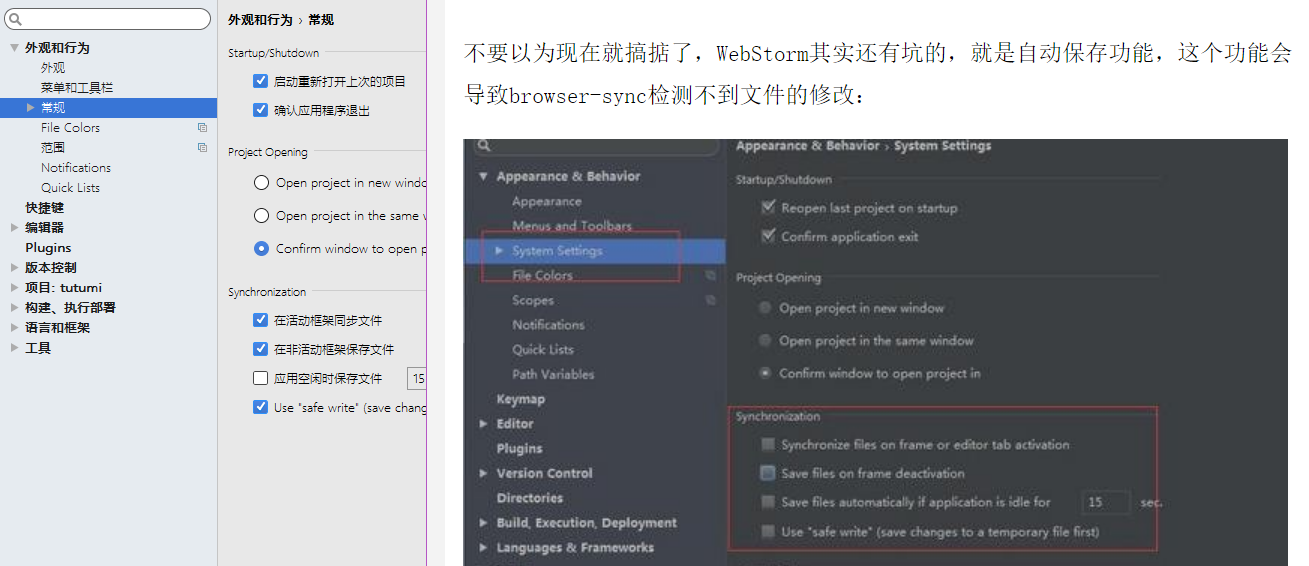 外观和行为
外观
菜单和工具栏
常规
File Colors
范围
Notifications
Quick Lists
快捷键
编辑器
Plugins
版本控制
项目: tutumi
构建、执行部署
语言和框架
工具
外观和行为 › 常规
Startup/Shutdown
启动重新打开上次的项目
确认应用程序退出
Project Opening
Open project in new windo
Open project in the same w
Confirm window to open p
Synchronization
在活动框架同步文件
在非活动框架保存文件
应用空闲时保存文件 15
Use "safe write" (save chang
不要以为现在就搞掂了，WebStorm其实还有坑的，就是自动保存功能，这个功能会
导致browser-sync检测不到文件的修改：
Appearance & Behavior
Appearance
Menus and Toolbars
System Settings
File Colors
Scopes
Notifications
Quick Lists
Path Variables
Keymap
Editor
Plugins
Version Control
Directories
Build, Execution, Deployment
Languages & Frameworks
Appearance & Behavior › System Settings
Startup/Shutdown
Reopen last project on startup
Confirm application exit
Project Opening
Open project in new window
Open project in the same window
Confirm window to open project in
Synchronization
Synchronize files on frame or editor tab activation
Save files on frame deactivation
Save files automatically if application is idle for 15 sec.
Use "safe write" (save changes to a temporary file first)